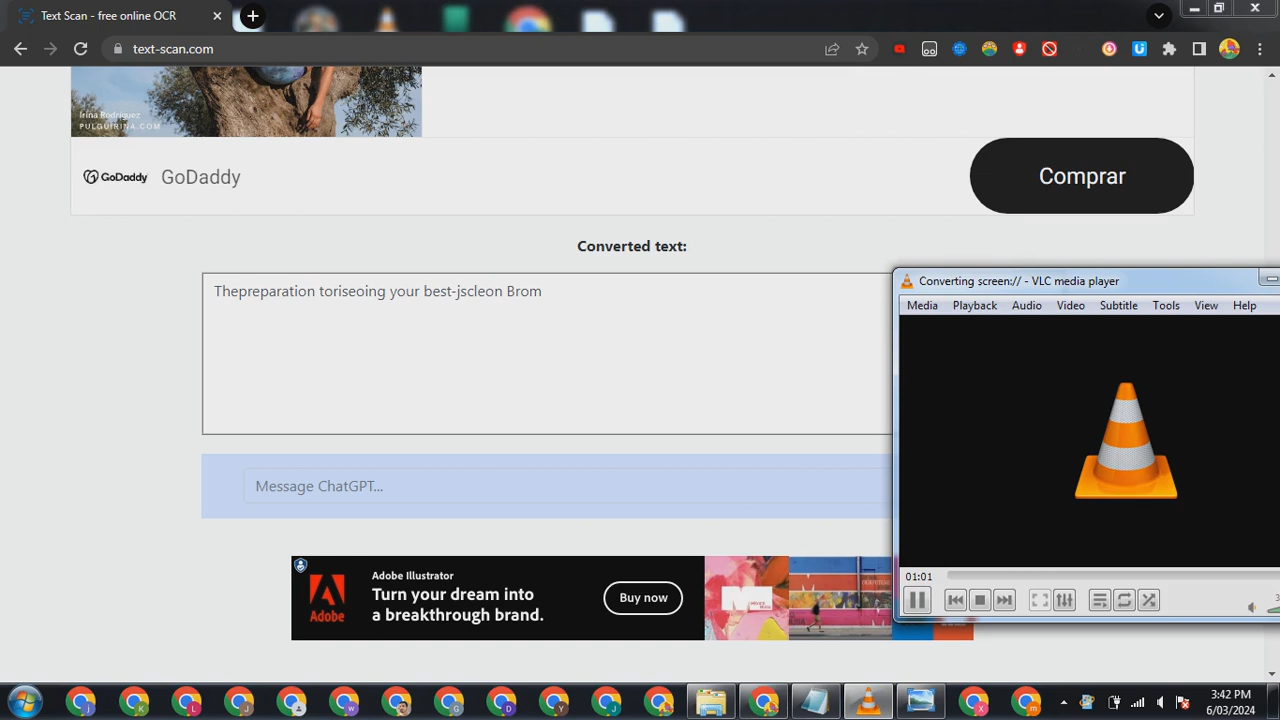 Text Scan - free online OCR
text-scan.com
Irina Rodriguez
PULGUIRINA.COM
GoDaddy GoDaddy
Comprar
Converted text:
Thepreparation toriseoing your best-jscleon Brom
Message ChatGPT...
Converting screen:// - VLC media player
Media Playback Audio Video Subtitle Tools View Help
01:01
Adobe Illustrator
Turn your dream into
a breakthrough brand.
Adobe
Buy now
3:42 PM
6/03/2024